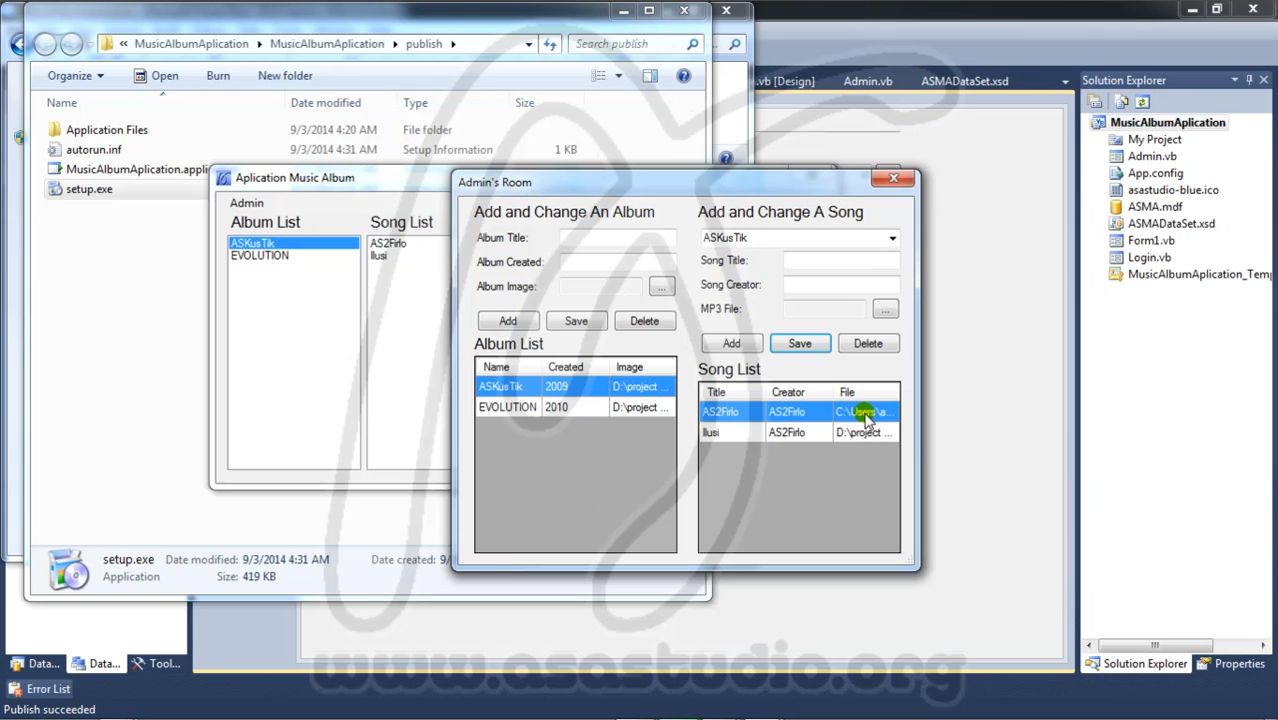 MusicAlbumAplication
MusicAlbumAplication
publish
Search publish
Organize
Open
Burn
New folder
Name
Date modified
Type
Size
Application Files
9/3/2014 4:20 AM
File folder
autorun.inf
9/3/2014 4:31 AM
Setup Information
1 KB
MusicAlbumAplication.appli
setup.exe
setup.exe
Date modified: 9/3/2014 4:31 AM
Date created: 9/
Application
Size: 419 KB
Aplication Music Album
Admin
Album List
Song List
ASKusTik
EVOLUTION
AS2Firlo
Ilusi
Admin's Room
Add and Change An Album
Album Title:
Album Created:
Album Image:
...
Add
Save
Delete
Album List
Name Created Image
ASKusTik 2009 D:\project ...
EVOLUTION 2010 D:\project ...
Add and Change A Song
ASKusTik
Song Title:
Song Creator:
MP3 File:
...
Add
Save
Delete
Song List
Title Creator File
AS2Firlo AS2Firlo C:\Users\a...
Ilusi AS2Firlo D:\project ...
.vb [Design]
Admin.vb
ASMADataSet.xsd
Solution Explorer
MusicAlbumAplication
My Project
Admin.vb
App.config
asastudio-blue.ico
ASMA.mdf
ASMADataSet.xsd
Form1.vb
Login.vb
MusicAlbumAplication_Temp
Solution Explorer
Properties
Data...
Data...
Tool...
Error List
Publish succeeded
www.asastudio.org